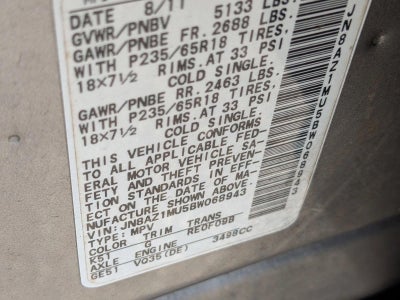 DATE 8/11
GVWR/PNBV 5133 LBS.
GAWR/PNBE FR. 2688 LBS.
WITH P235/65R18 TIRES.
18X7½ RIMS.AT 33 PSI
COLD SINGLE.
GAWR/PNBE RR. 2463 LBS.
WITH P235/65R18 TIRES.
18X7½ RIMS.AT 33 PSI
COLD SINGLE.
THIS VEHICLE CONFORMS
TO ALL APPLICABLE FED-
ERAL MOTOR VEHICLE SA-
FETY AND THEFT PREVEN-
TION STANDARDS IN EFF-
ECT ON THE DATE OF MA-
NUFACTURE SHOWN ABOVE.
VIN:JN8AZ1MU5BW068943
TYPE: MPV
COLOR TRIM TRANS
K51 G RE0F09B
AXLE ENGINE
GE51 VQ35(DE) 3498CC
JN8AZ1MU5BW068943